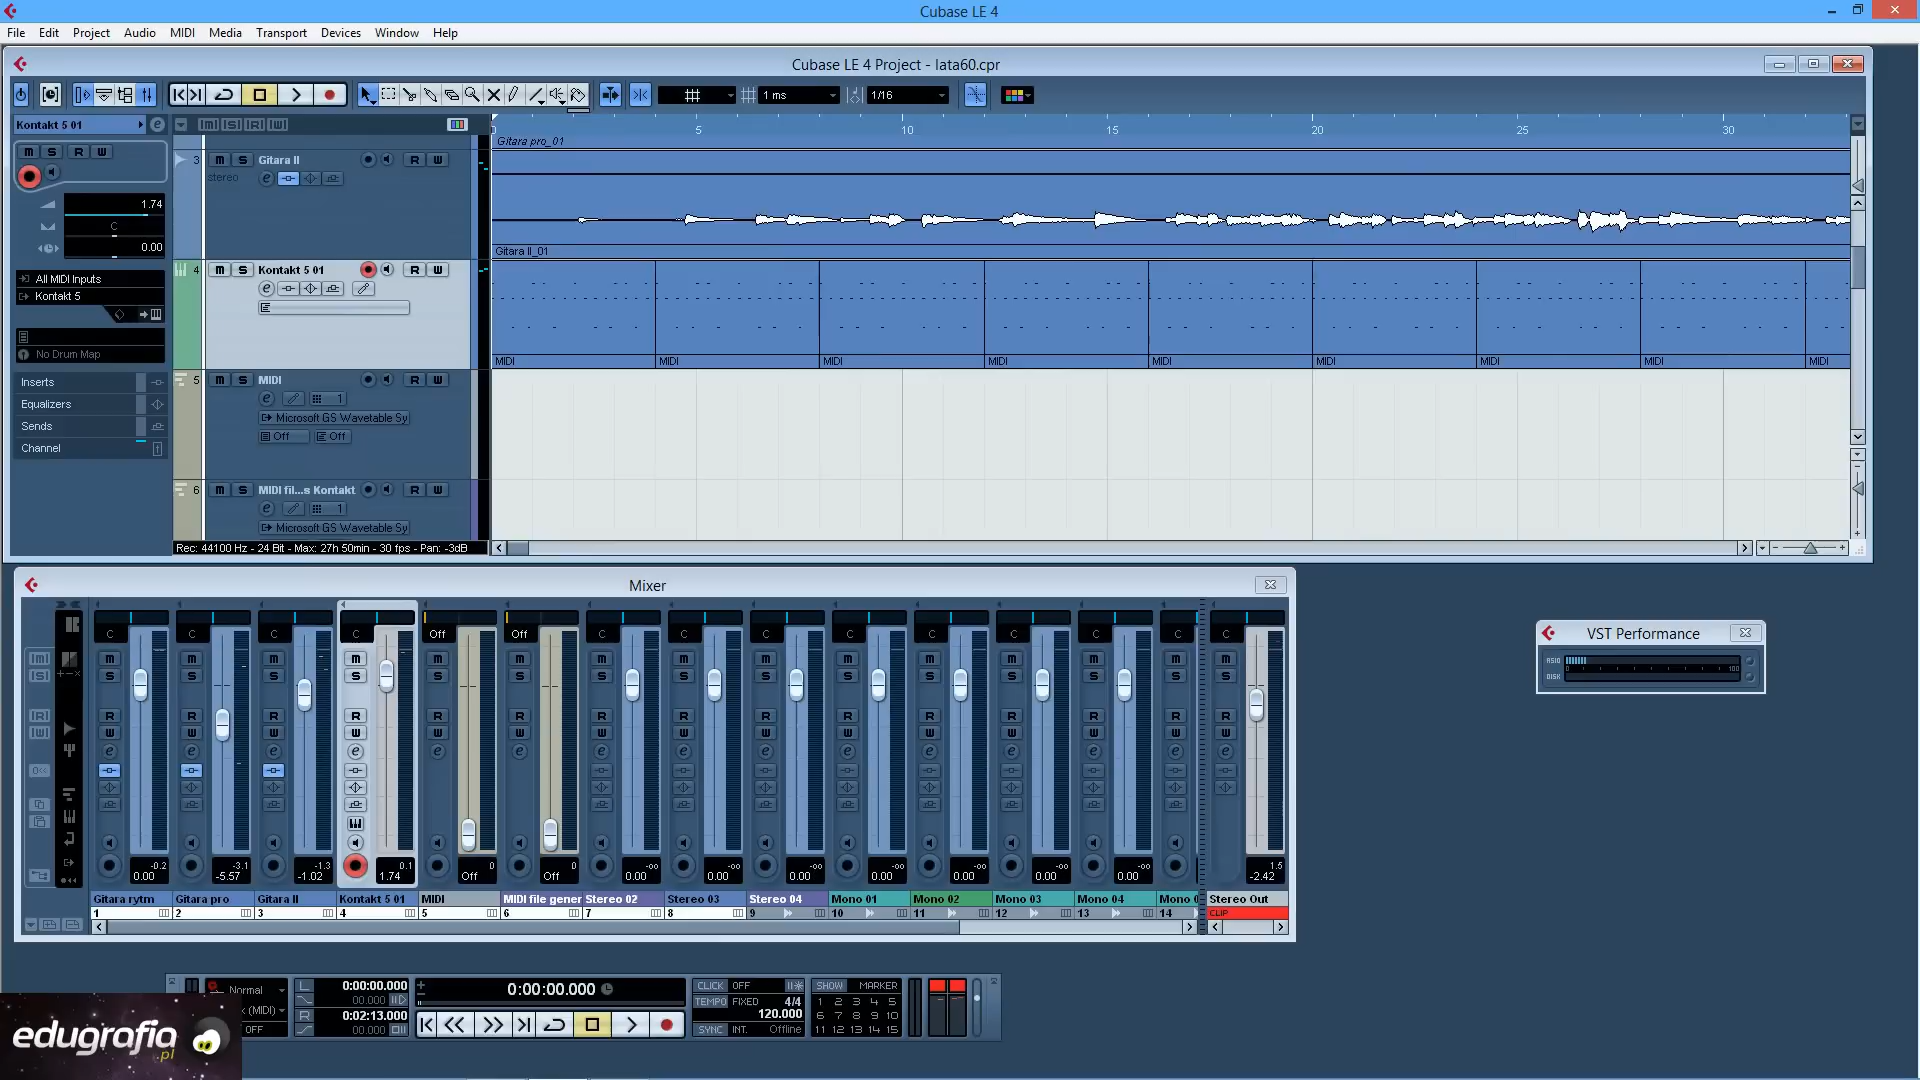 Cubase LE 4
File Edit Project Audio MIDI Media Transport Devices Window Help
Cubase LE 4 Project - lata60.cpr
1 ms 1/16
Kontakt 5 01
M S R W
1.74
C
0.00
All MIDI Inputs
Kontakt 5
No Drum Map
Inserts
Equalizers
Sends
Channel
5 10 15 20 25 30
Gitara pro_01
3 M S Gitara II R W
stereo
Gitara II_01
4 M S Kontakt 5 01 R W
MIDI MIDI MIDI MIDI MIDI MIDI MIDI MIDI MIDI
5 M S MIDI R W
1
Microsoft GS Wavetable Sy
Off Off
6 M S MIDI fil...s Kontakt R W
1
Microsoft GS Wavetable Sy
Rec: 44100 Hz - 24 Bit - Max: 27h 50min - 30 fps - Pan: -3dB
Mixer
C C C C Off Off C C C C C C C C C
-0.2 -3.1 -1.3 0.1 0 0 -oo -oo -oo -oo -oo -oo -oo 1.5
0.00 -5.57 -1.02 1.74 Off Off 0.00 0.00 0.00 0.00 0.00 0.00 0.00 -2.42
Gitara rytm Gitara pro Gitara II Kontakt 5 01 MIDI MIDI file gener Stereo 02 Stereo 03 Stereo 04 Mono 01 Mono 02 Mono 03 Mono 04 Mono 0 Stereo Out
1 2 3 4 5 6 7 8 9 10 11 12 13 14 CLIP
VST Performance
ASIO
0 100
DISK
Normal
(MIDI)
OFF
L 0:00:00.000
00.000
R 0:02:13.000
00.000
0:00:00.000
CLICK OFF
TEMPO FIXED 4/4
120.000
SYNC INT. Offline
SHOW MARKER
1 2 3 4 5
6 7 8 9 10
11 12 13 14 15
edugrafia
.pl